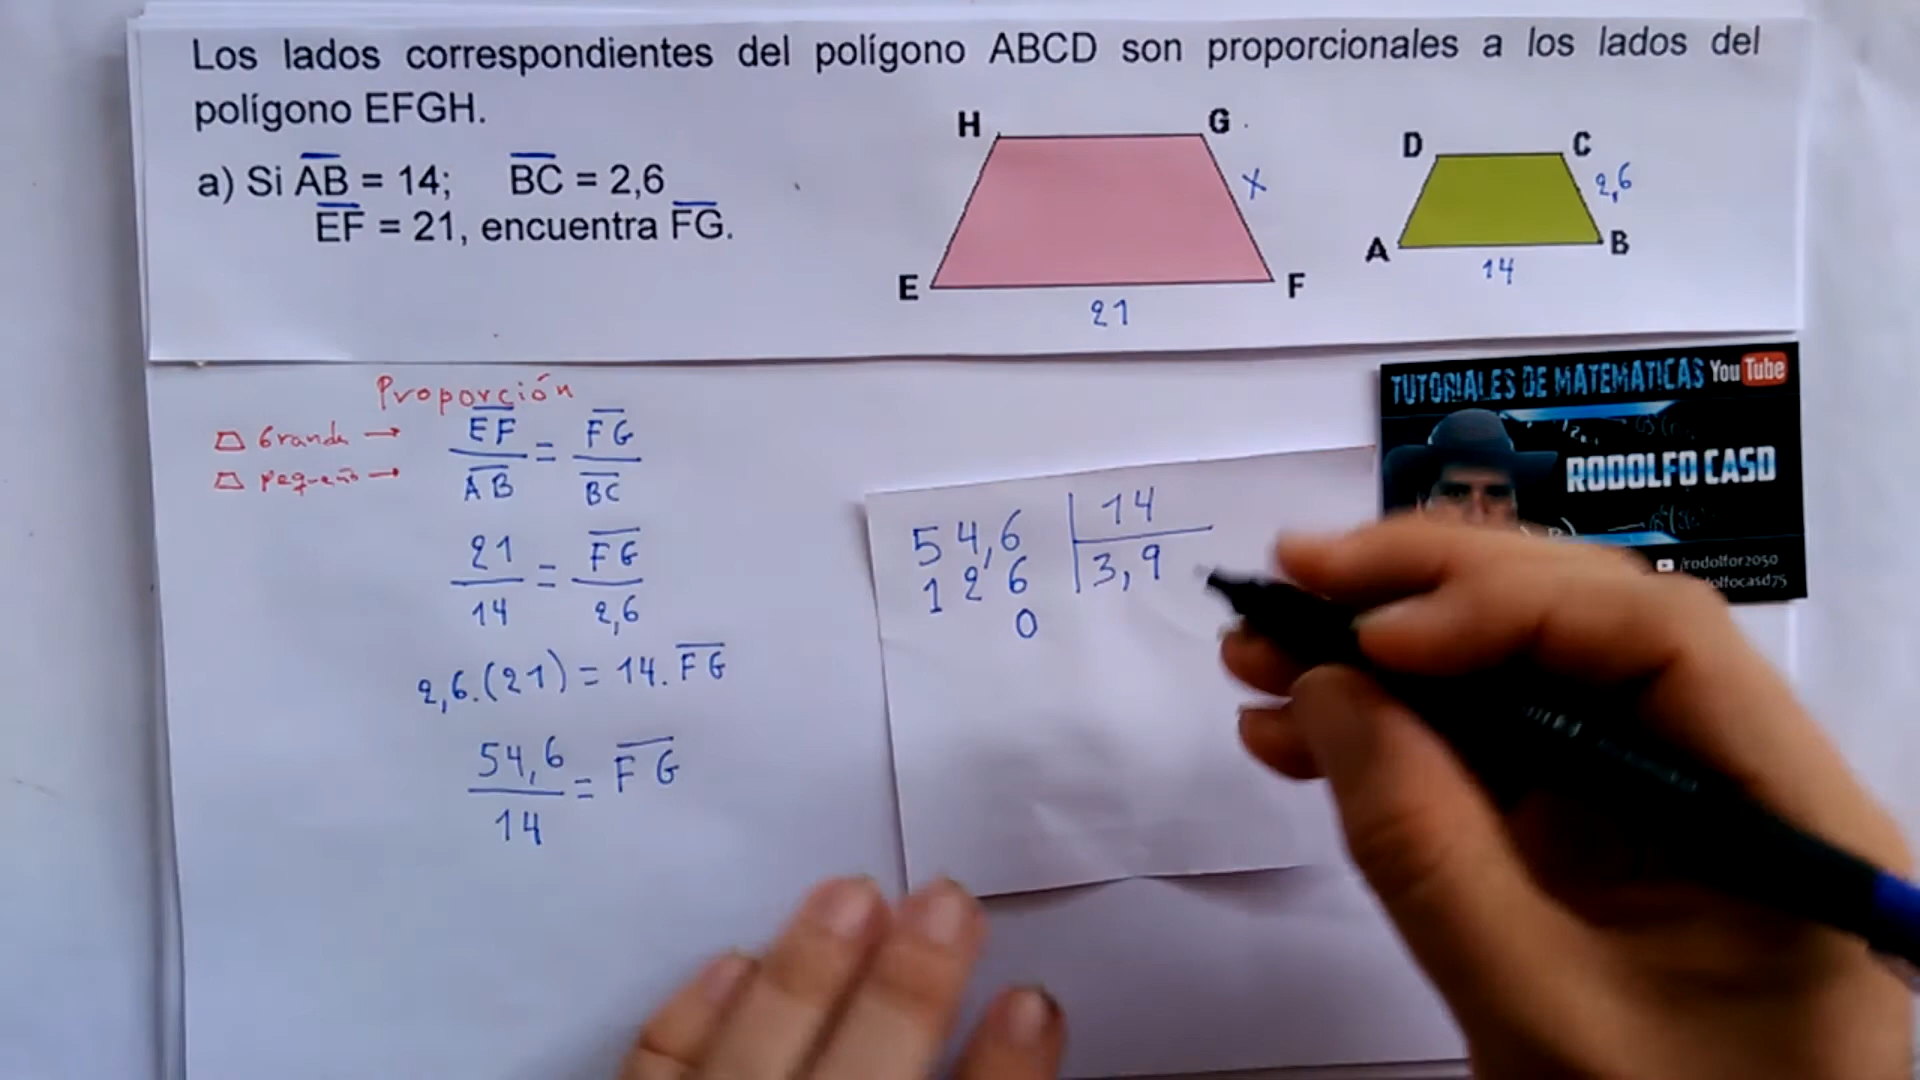 Los lados correspondientes del polígono ABCD son proporcionales a los lados del
polígono EFGH.
a) Si AB = 14; BC = 2,6
EF = 21, encuentra FG.
H
G
X
E
F
21
D
C
2,6
A
B
14
Proporción
Grande →
pequeño →
EF/AB = FG/BC
21/14 = FG/2,6
2,6.(21) = 14. FG
54,6/14 = FG
54,6 14
126 3,9
0
TUTORIALES DE MATEMATICAS YouTube
RODOLFO CASO
/rodolfor2050